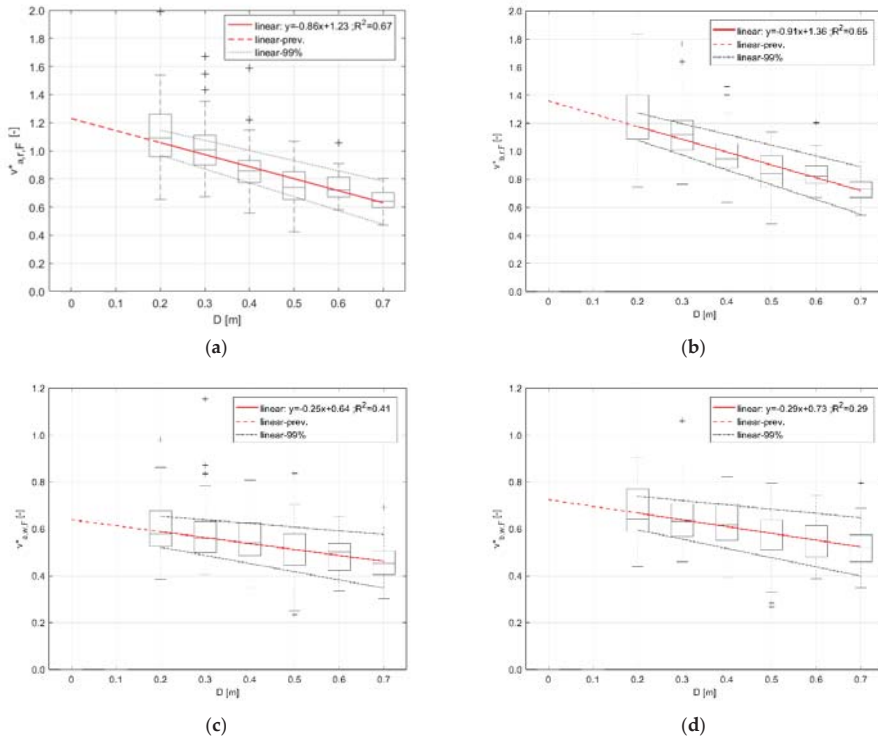 2.0
1.8
1.6
1.4
1.2
1.0
0.8
0.6
0.4
0.2
0.0
v*a,r,F [-]
linear: y=-0.86x+1.23 ;R²=0.67
linear-prev.
linear-99%
0 0.1 0.2 0.3 0.4 0.5 0.6 0.7
D [m]
(a)
2.0
1.8
1.6
1.4
1.2
1.0
0.8
0.6
0.4
0.2
0.0
v*b,r,F [-]
linear: y=-0.91x+1.36 ;R²=0.65
linear-prev.
linear-99%
0 0.1 0.2 0.3 0.4 0.5 0.6 0.7
D [m]
(b)
1.2
1.0
0.8
0.6
0.4
0.2
0.0
v*a,w,F [-]
linear: y=-0.25x+0.64 ;R²=0.41
linear-prev.
linear-99%
0 0.1 0.2 0.3 0.4 0.5 0.6 0.7
D [m]
(c)
1.2
1.0
0.8
0.6
0.4
0.2
0.0
v*b,w,F [-]
linear: y=-0.29x+0.73 ;R²=0.29
linear-prev.
linear-99%
0 0.1 0.2 0.3 0.4 0.5 0.6 0.7
D [m]
(d)